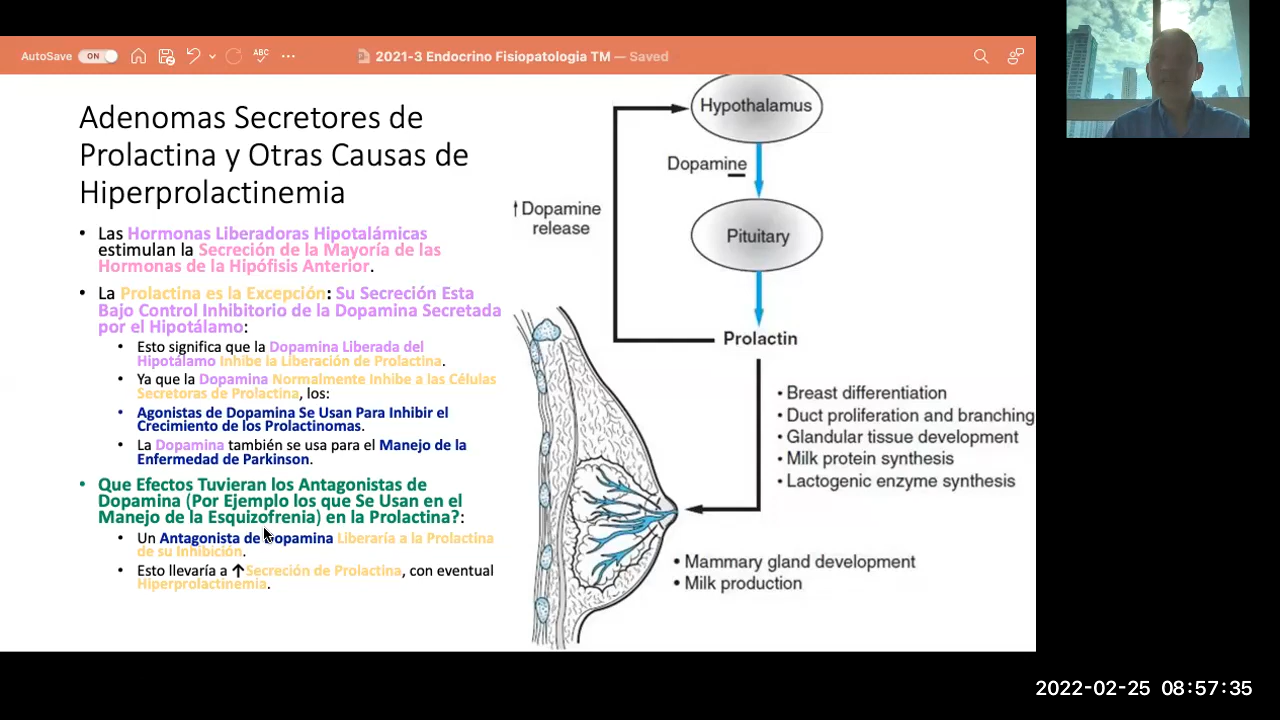 AutoSave ON ABC ··· 2021-3 Endocrino Fisiopatologia TM — Saved
Adenomas Secretores de
Prolactina y Otras Causas de
Hiperprolactinemia
• Las Hormonas Liberadoras Hipotalámicas
estimulan la Secreción de la Mayoría de las
Hormonas de la Hipófisis Anterior.
• La Prolactina es la Excepción: Su Secreción Esta
Bajo Control Inhibitorio de la Dopamina Secretada
por el Hipotálamo:
• Esto significa que la Dopamina Liberada del
Hipotálamo Inhibe la Liberación de Prolactina.
• Ya que la Dopamina Normalmente Inhibe a las Células
Secretoras de Prolactina, los:
• Agonistas de Dopamina Se Usan Para Inhibir el
Crecimiento de los Prolactinomas.
• La Dopamina también se usa para el Manejo de la
Enfermedad de Parkinson.
• Que Efectos Tuvieran los Antagonistas de
Dopamina (Por Ejemplo los que Se Usan en el
Manejo de la Esquizofrenia) en la Prolactina?:
• Un Antagonista de Dopamina Liberaría a la Prolactina
de su Inhibición.
• Esto llevaría a ↑Secreción de Prolactina, con eventual
Hiperprolactinemia.
Hypothalamus
Dopamine
↑Dopamine
release
Pituitary
Prolactin
• Breast differentiation
• Duct proliferation and branching
• Glandular tissue development
• Milk protein synthesis
• Lactogenic enzyme synthesis
• Mammary gland development
• Milk production
2022-02-25 08:57:35